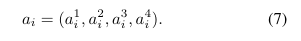 a_i = (a_i^1, a_i^2, a_i^3, a_i^4). (7)